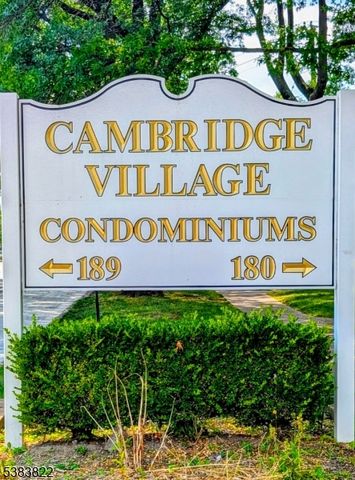 CAMBRIDGE
VILLAGE
CONDOMINIUMS
← 189 180 →
5383822